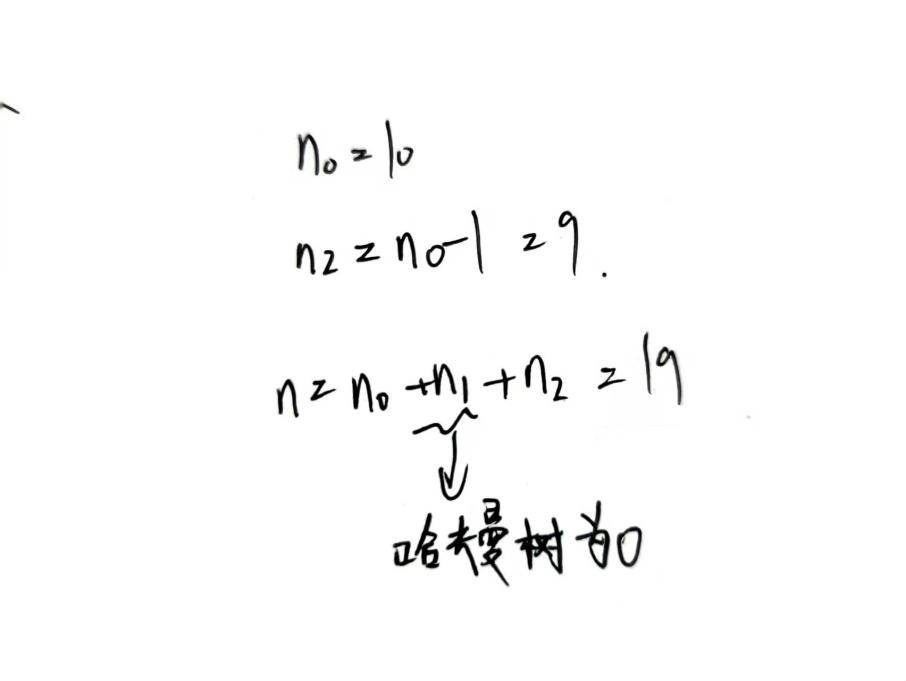 n₀ = 10
n₂ = n₀-1 = 9.
n = n₀ + n₁ + n₂ = 19
哈夫曼树为0